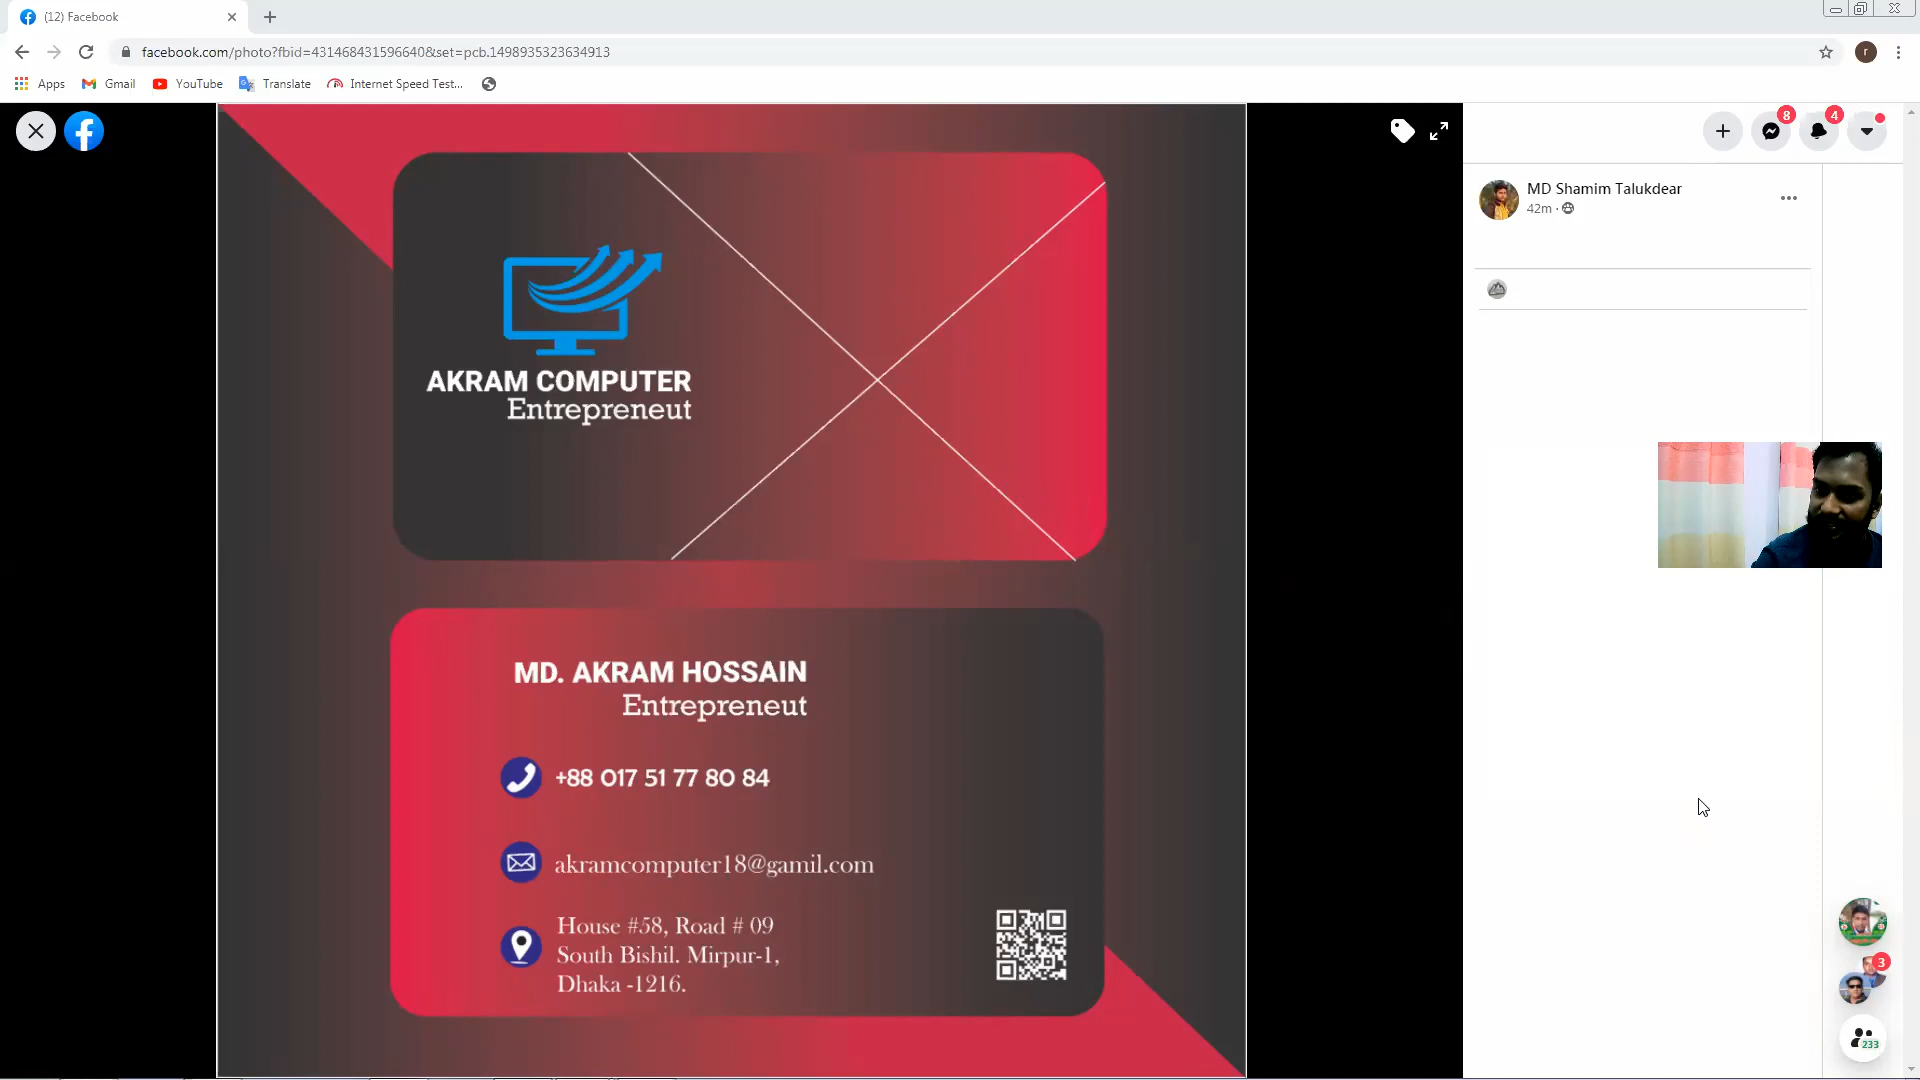 (12) Facebook
facebook.com/photo?fbid=431468431596640&set=pcb.1498935323634913
r
Apps
Gmail
YouTube
Translate
Internet Speed Test...
8
4
MD Shamim Talukdear
42m ·
AKRAM COMPUTER
Entrepreneut
MD. AKRAM HOSSAIN
Entrepreneut
+88 017 51 77 80 84
akramcomputer18@gamil.com
House #58, Road # 09
South Bishil. Mirpur-1,
Dhaka -1216.
3
233